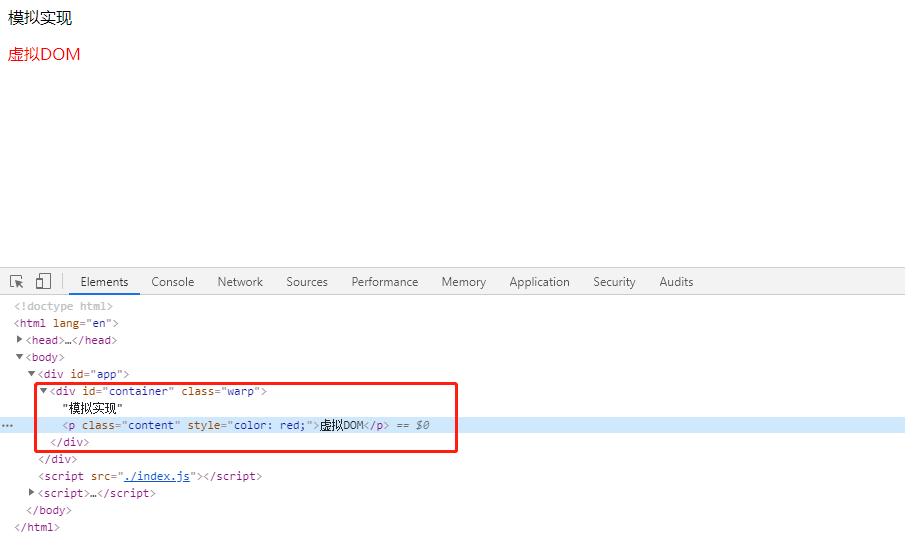 模拟实现
虚拟DOM
Elements Console Network Sources Performance Memory Application Security Audits
<!doctype html>
<html lang="en">
<head>…</head>
<body>
<div id="app">
<div id="container" class="warp">
"模拟实现"
<p class="content" style="color: red;">虚拟DOM</p> == $0
</div>
</div>
<script src="./index.js"></script>
<script>…</script>
</body>
</html>